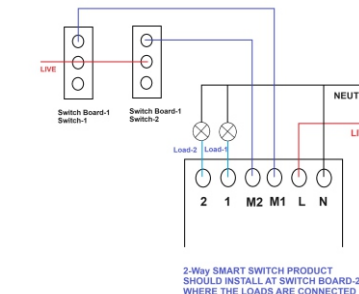 LIVE
Switch Board-1
Switch-1
Switch Board-1
Switch-2
NEUT
LI
Load-2 Load-1
2 1 M2 M1 L N
2-Way SMART SWITCH PRODUCT
SHOULD INSTALL AT SWITCH BOARD-2
WHERE THE LOADS ARE CONNECTED